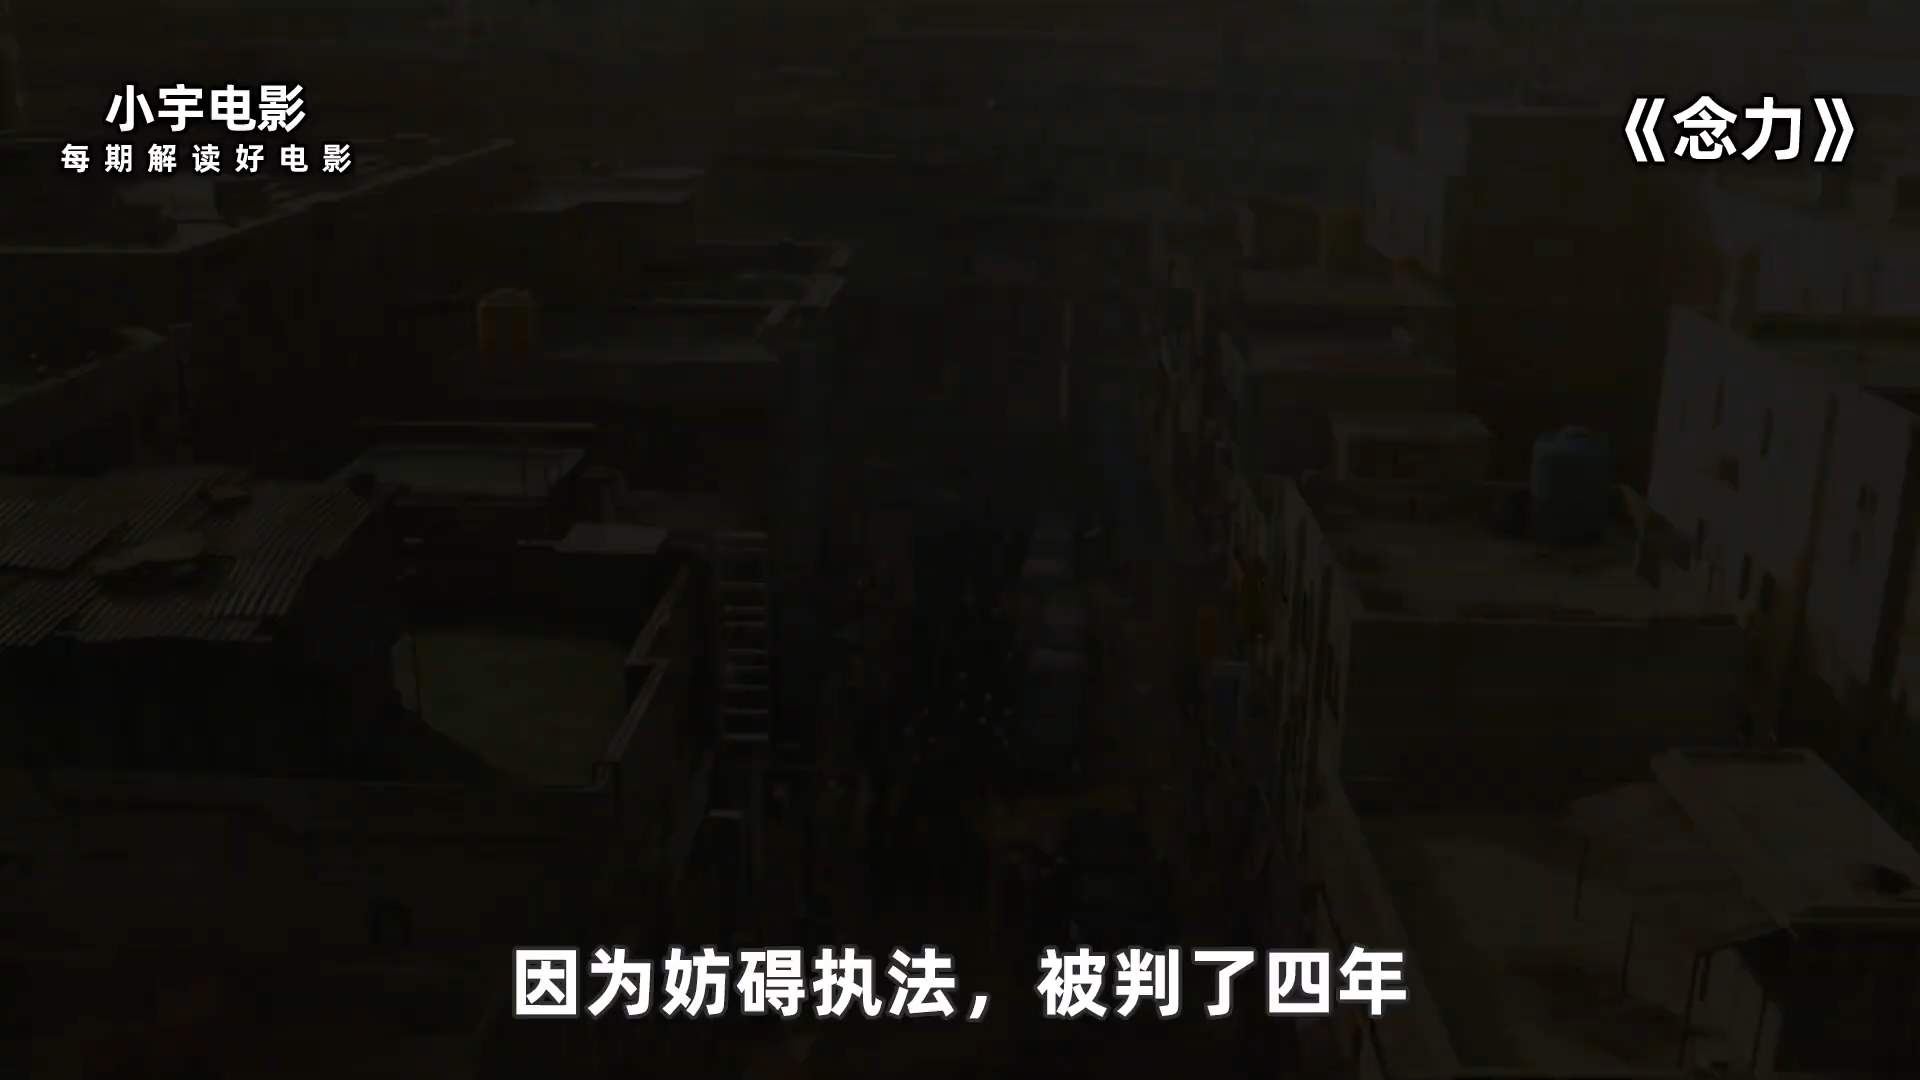 小宇电影
每期解读好电影
《念力》
因为妨碍执法，被判了四年